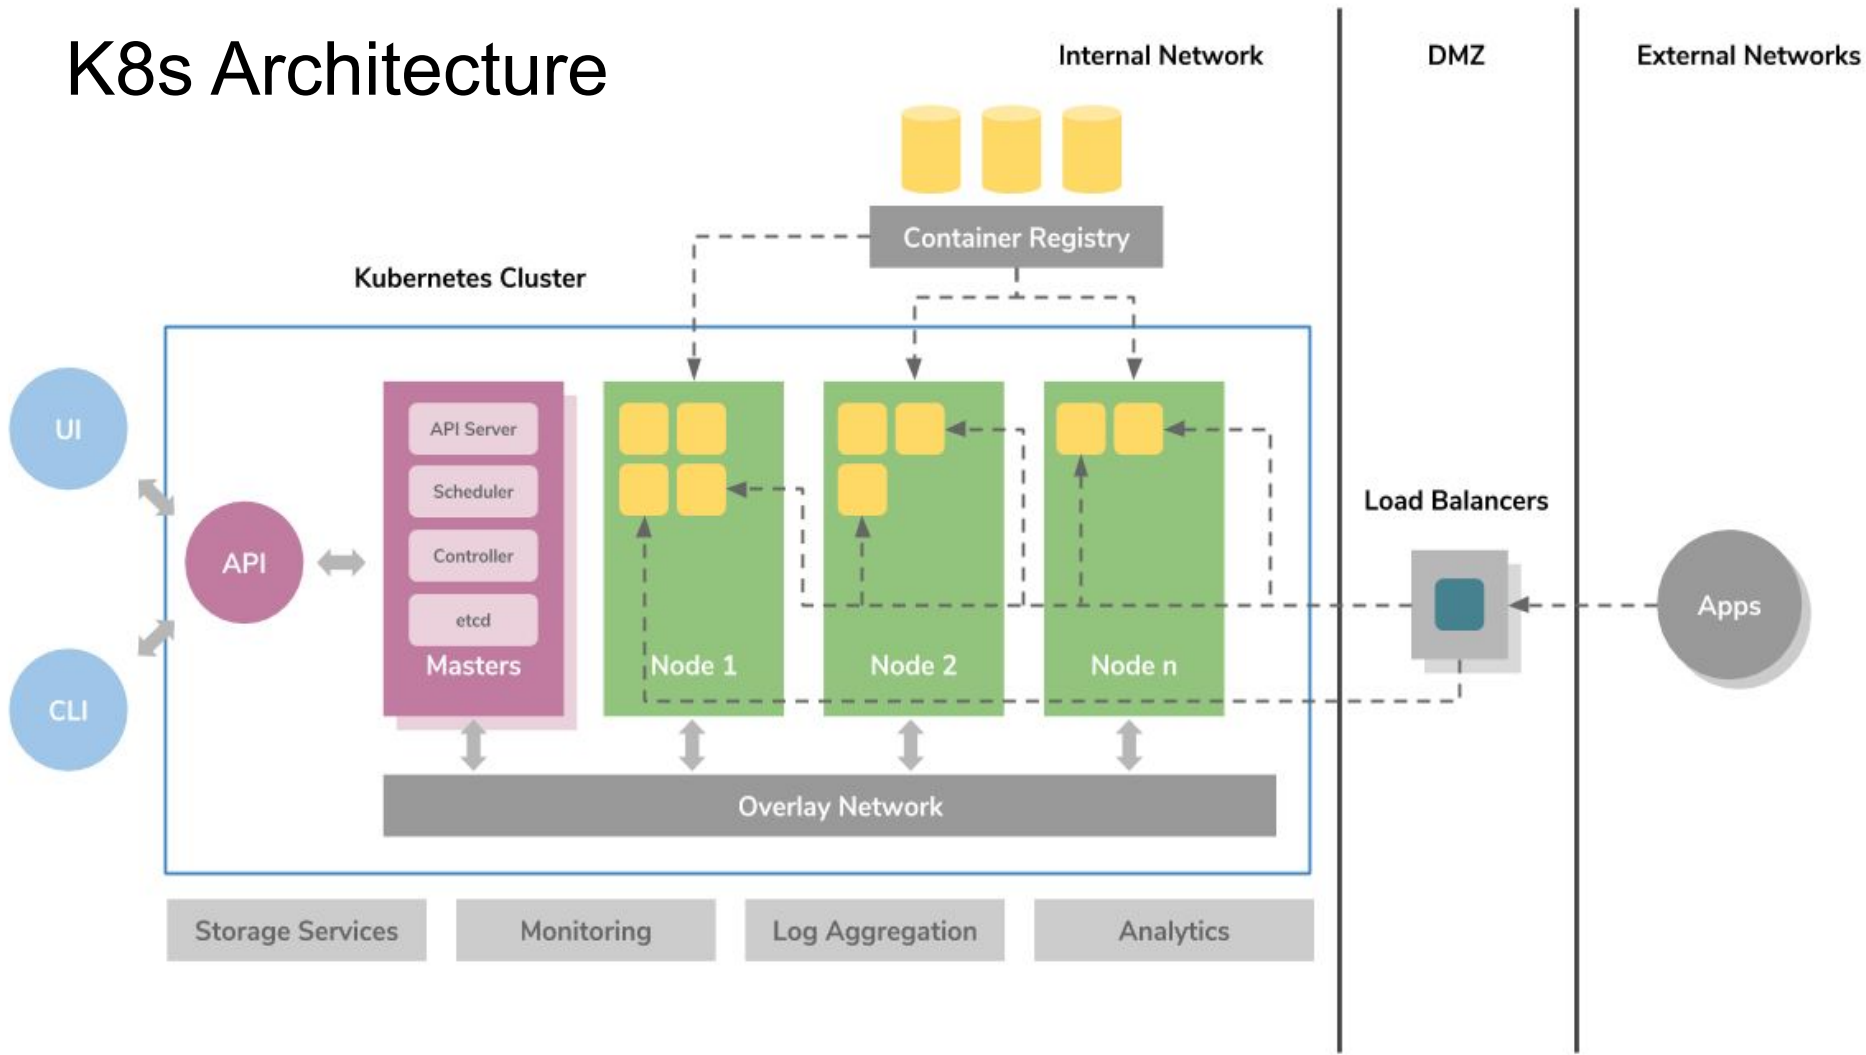 K8s Architecture
Internal Network
DMZ
External Networks
Container Registry
Kubernetes Cluster
UI
API
CLI
API Server
Scheduler
Controller
etcd
Masters
Node 1
Node 2
Node n
Load Balancers
Apps
Overlay Network
Storage Services
Monitoring
Log Aggregation
Analytics